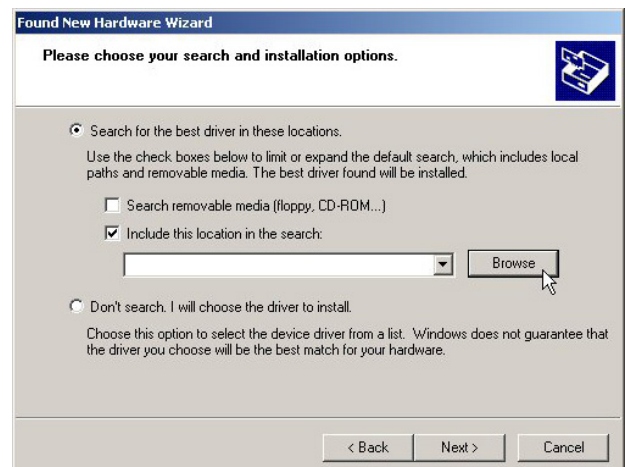 Found New Hardware Wizard
Please choose your search and installation options.
Search for the best driver in these locations.
Use the check boxes below to limit or expand the default search, which includes local
paths and removable media. The best driver found will be installed.
Search removable media (floppy, CD-ROM...)
Include this location in the search:
Browse
Don't search. I will choose the driver to install.
Choose this option to select the device driver from a list. Windows does not guarantee that
the driver you choose will be the best match for your hardware.
< Back Next > Cancel